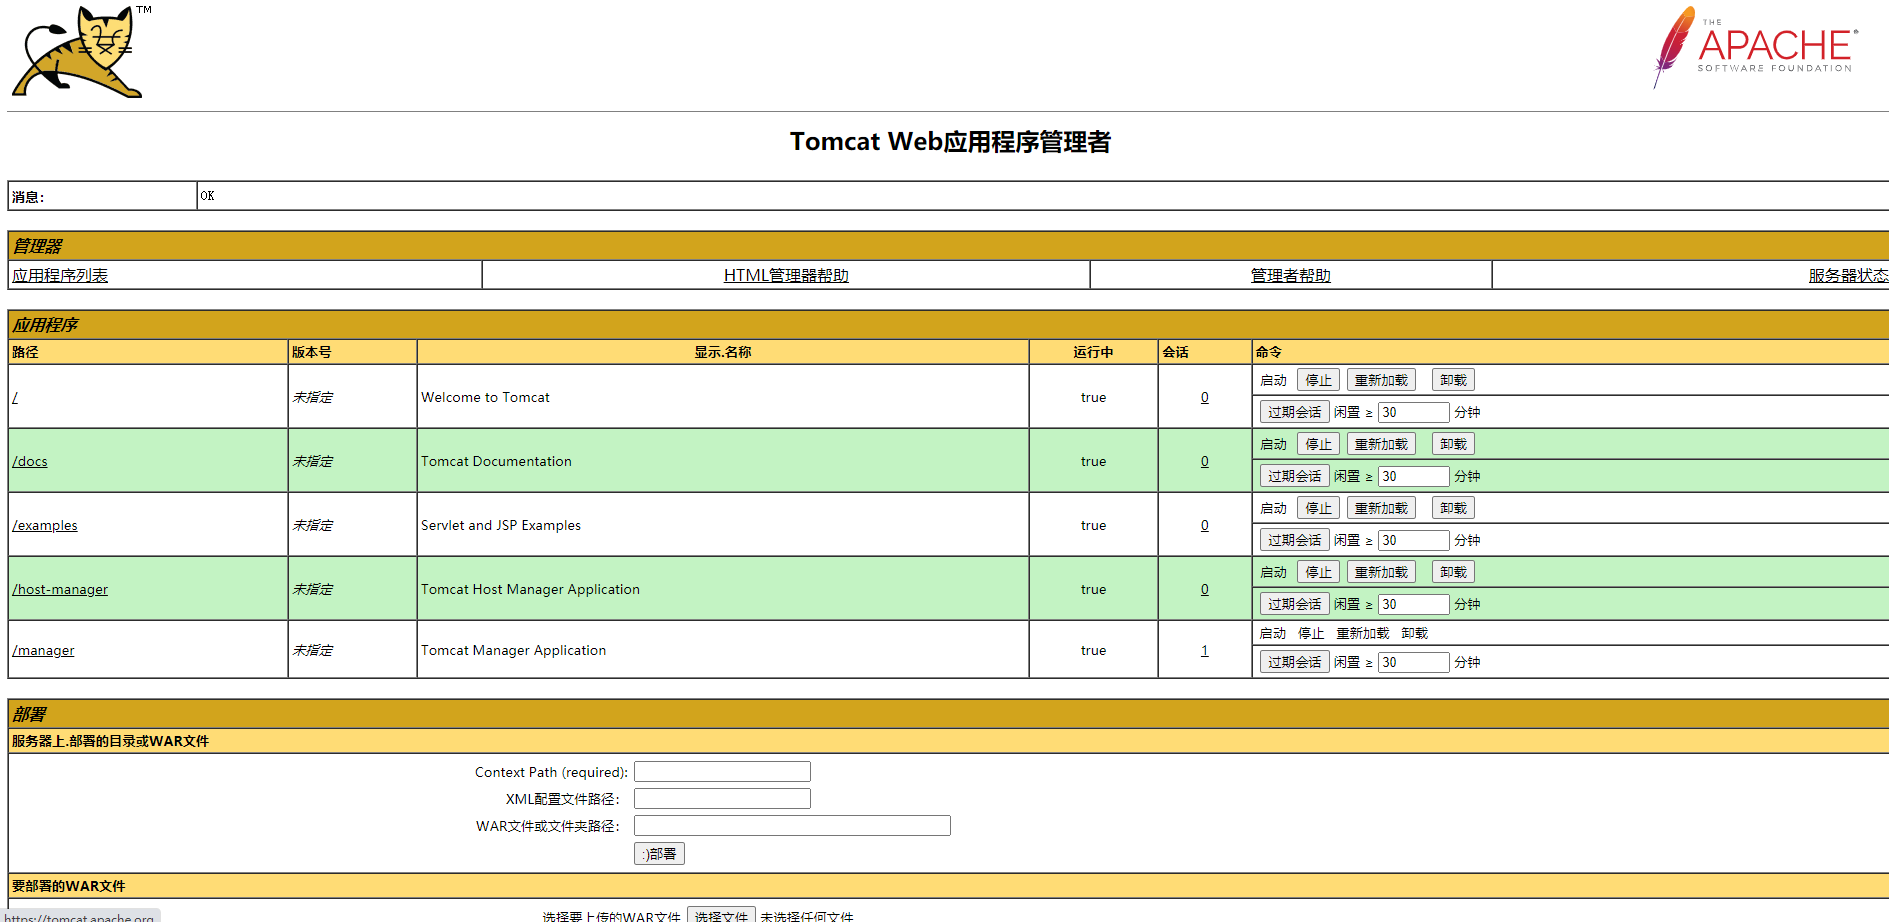 TM
THE
APACHE®
SOFTWARE FOUNDATION
Tomcat Web应用程序管理者
消息： OK
管理器
应用程序列表 HTML管理器帮助 管理者帮助 服务器状态
应用程序
路径 版本号 显示.名称 运行中 会话 命令
/ 未指定 Welcome to Tomcat true 0 启动 停止 重新加载 卸载
过期会话 闲置 ≥ 30 分钟
/docs 未指定 Tomcat Documentation true 0 启动 停止 重新加载 卸载
过期会话 闲置 ≥ 30 分钟
/examples 未指定 Servlet and JSP Examples true 0 启动 停止 重新加载 卸载
过期会话 闲置 ≥ 30 分钟
/host-manager 未指定 Tomcat Host Manager Application true 0 启动 停止 重新加载 卸载
过期会话 闲置 ≥ 30 分钟
/manager 未指定 Tomcat Manager Application true 1 启动 停止 重新加载 卸载
过期会话 闲置 ≥ 30 分钟
部署
服务器上.部署的目录或WAR文件
Context Path (required):
XML配置文件路径：
WAR文件或文件夹路径：
:)部署
要部署的WAR文件
选择要上传的WAR文件 选择文件 未选择任何文件
https://tomcat.apache.org